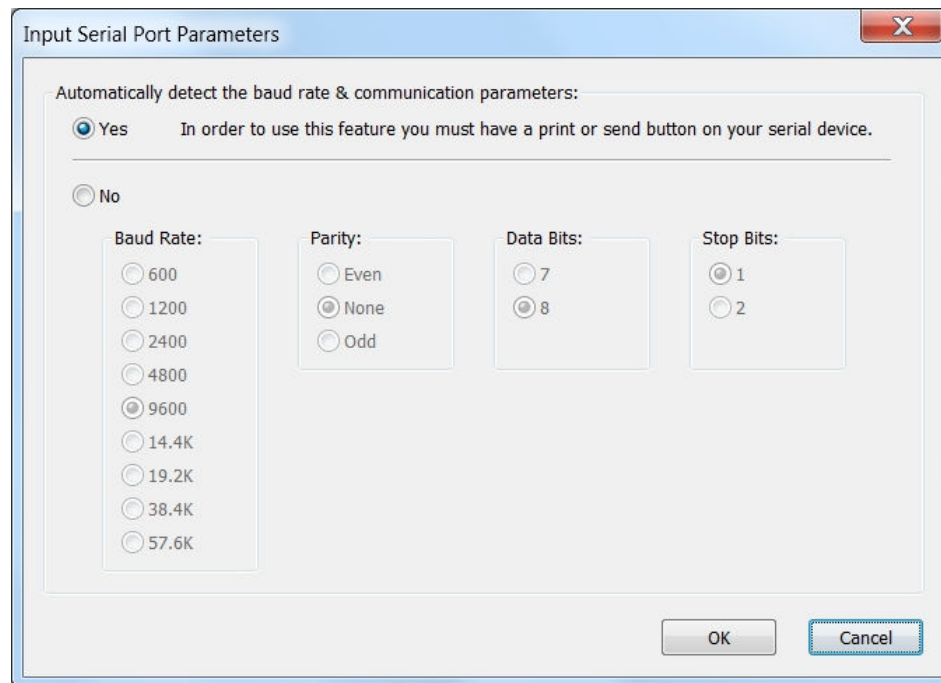 Input Serial Port Parameters
Automatically detect the baud rate & communication parameters:
Yes In order to use this feature you must have a print or send button on your serial device.
No
Baud Rate:
600
1200
2400
4800
9600
14.4K
19.2K
38.4K
57.6K
Parity:
Even
None
Odd
Data Bits:
7
8
Stop Bits:
1
2
OK
Cancel